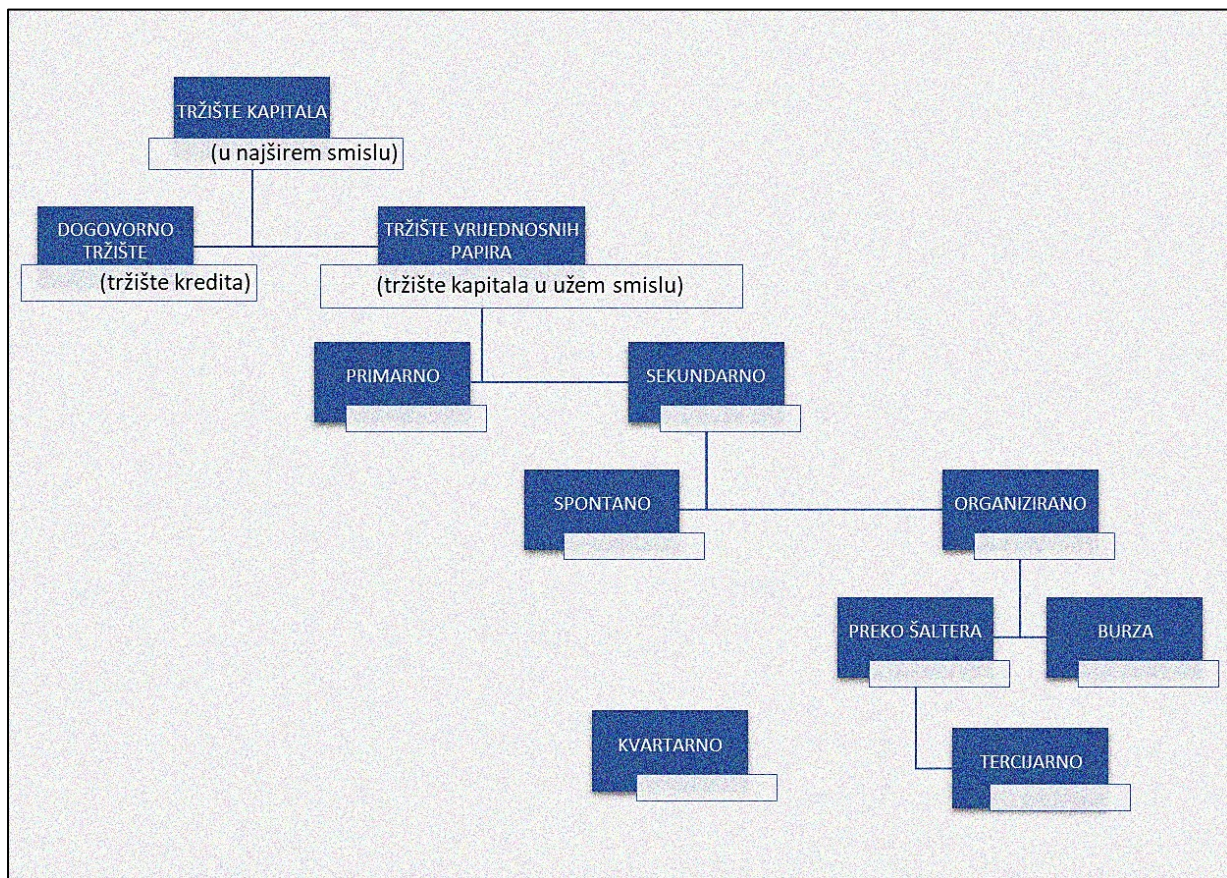 TRŽIŠTE KAPITALA
(u najširem smislu)
DOGOVORNO
TRŽIŠTE
(tržište kredita)
TRŽIŠTE VRIJEDNOSNIH
PAPIRA
(tržište kapitala u užem smislu)
PRIMARNO
SEKUNDARNO
SPONTANO
ORGANIZIRANO
PREKO ŠALTERA
BURZA
KVARTARNO
TERCIJARNO